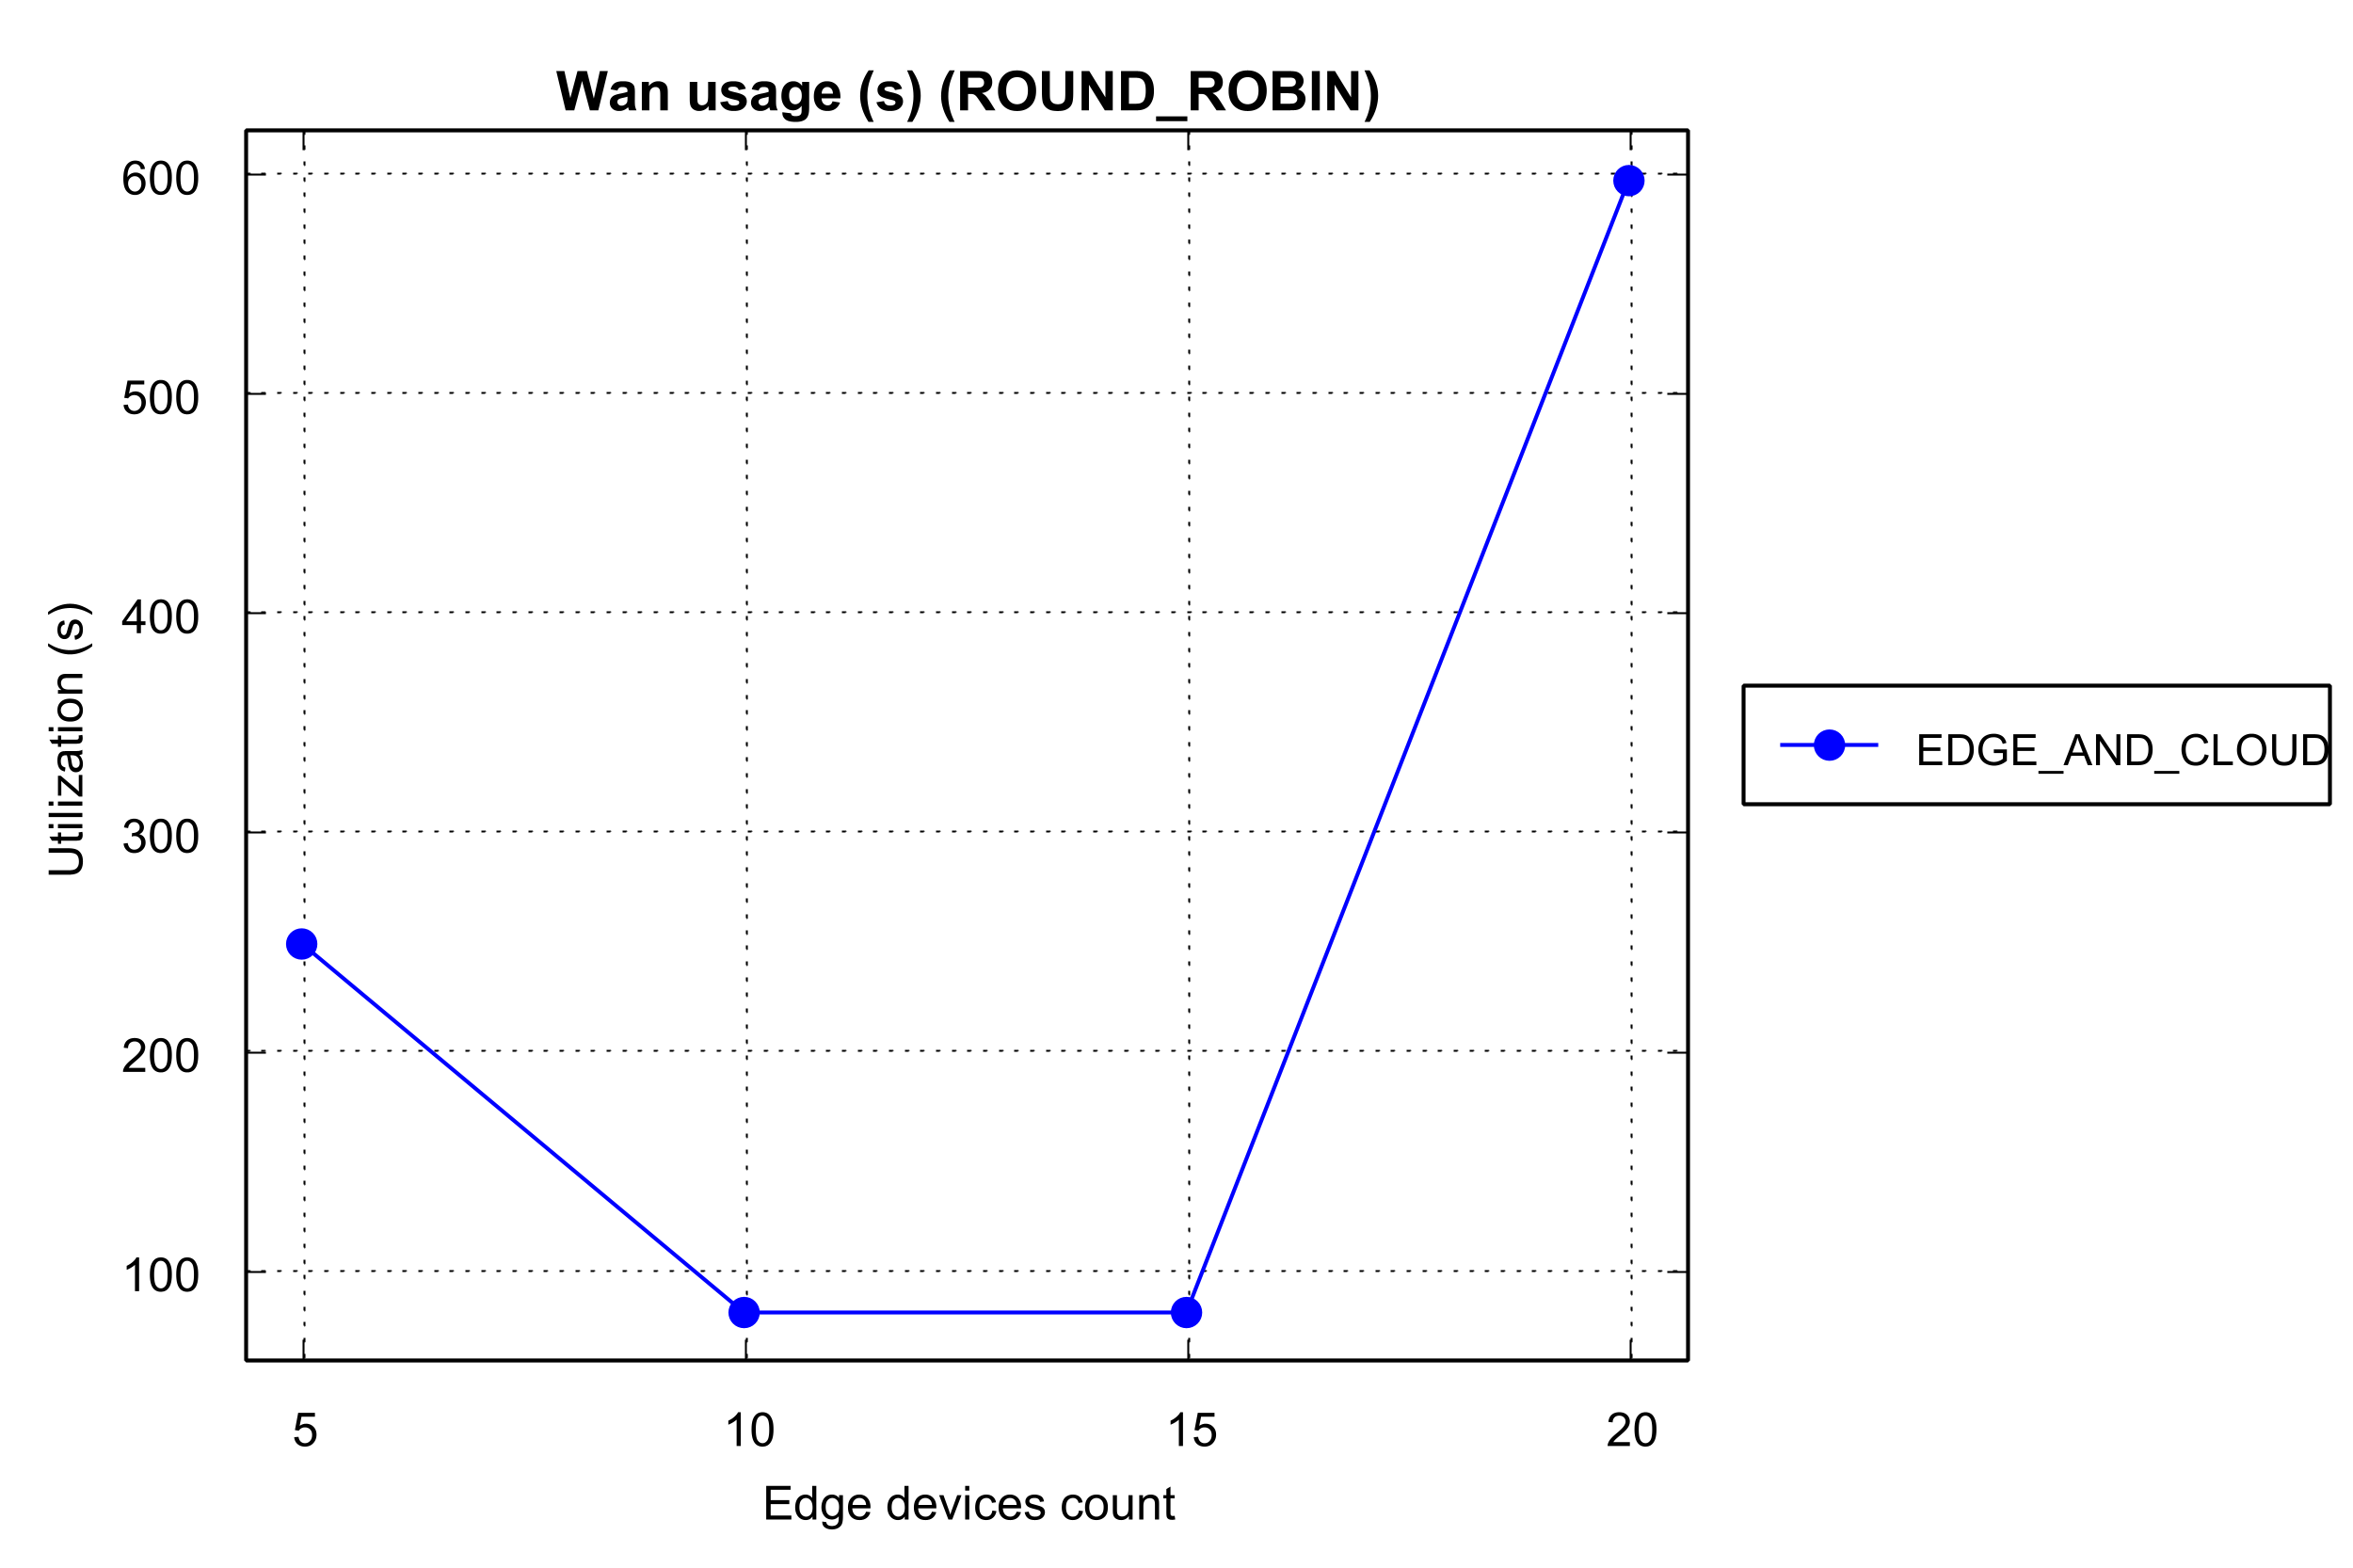 Wan usage (s) (ROUND_ROBIN)
600
500
400
300
200
100
Utilization (s)
5 10 15 20
Edge devices count
EDGE_AND_CLOUD